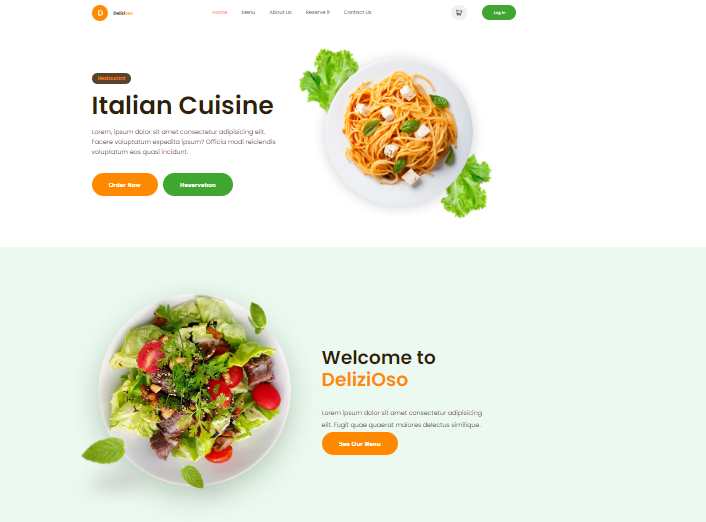 D DeliziOso
Home Menu About Us Reserve it Contact Us
Log in
Restaurant
Italian Cuisine
Lorem, ipsum dolor sit amet consectetur adipisicing elit.
Facere voluptatum expedita ipsum? Officia modi reiciendis
voluptatum eos quasi incidunt.
Order Now Reservation
Welcome to
DeliziOso
Lorem ipsum dolor sit amet consectetur adipisicing
elit. Fugit quae quaerat maiores delectus similique.
See Our Menu